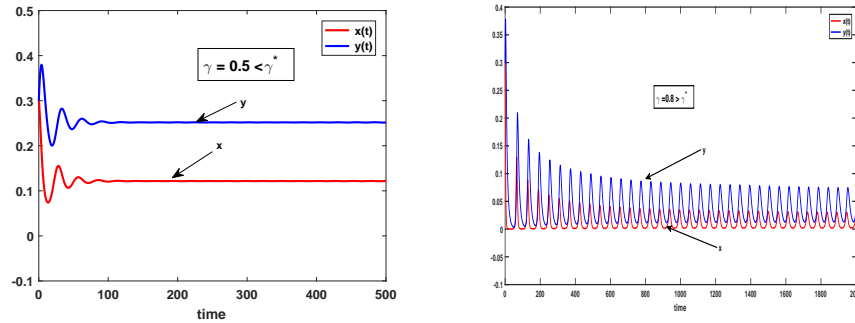 0.5
0.4
0.3
0.2
0.1
0
-0.1
0
100
200
300
400
500
time
x(t)
y(t)
γ = 0.5 < γ*
y
x
0.4
0.35
0.3
0.25
0.2
0.15
0.1
0.05
0
-0.05
-0.1
0
200
400
600
800
1000
1200
1400
1600
1800
time
x(t)
y(t)
γ =0.8 > γ*
y
x